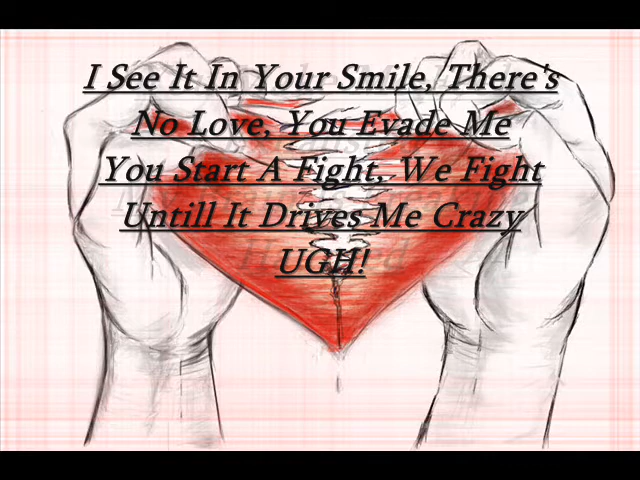 I See It In Your Smile, There's
No Love, You Evade Me
You Start A Fight, We Fight
Untill It Drives Me Crazy
UGH!